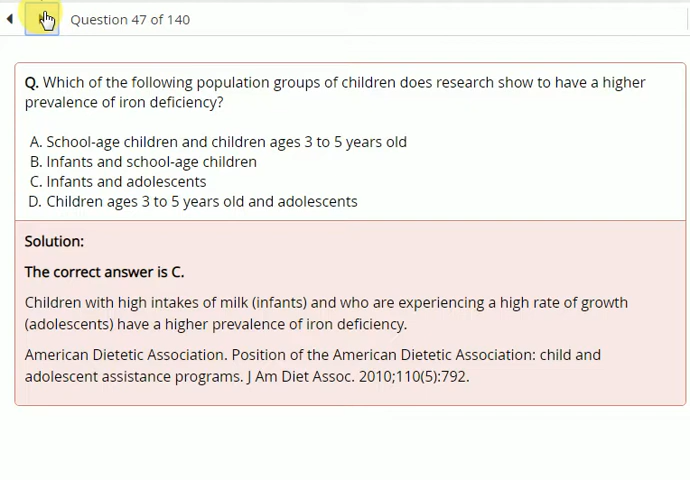 Question 47 of 140
Q. Which of the following population groups of children does research show to have a higher
prevalence of iron deficiency?
A. School-age children and children ages 3 to 5 years old
B. Infants and school-age children
C. Infants and adolescents
D. Children ages 3 to 5 years old and adolescents
Solution:
The correct answer is C.
Children with high intakes of milk (infants) and who are experiencing a high rate of growth
(adolescents) have a higher prevalence of iron deficiency.
American Dietetic Association. Position of the American Dietetic Association: child and
adolescent assistance programs. J Am Diet Assoc. 2010;110(5):792.